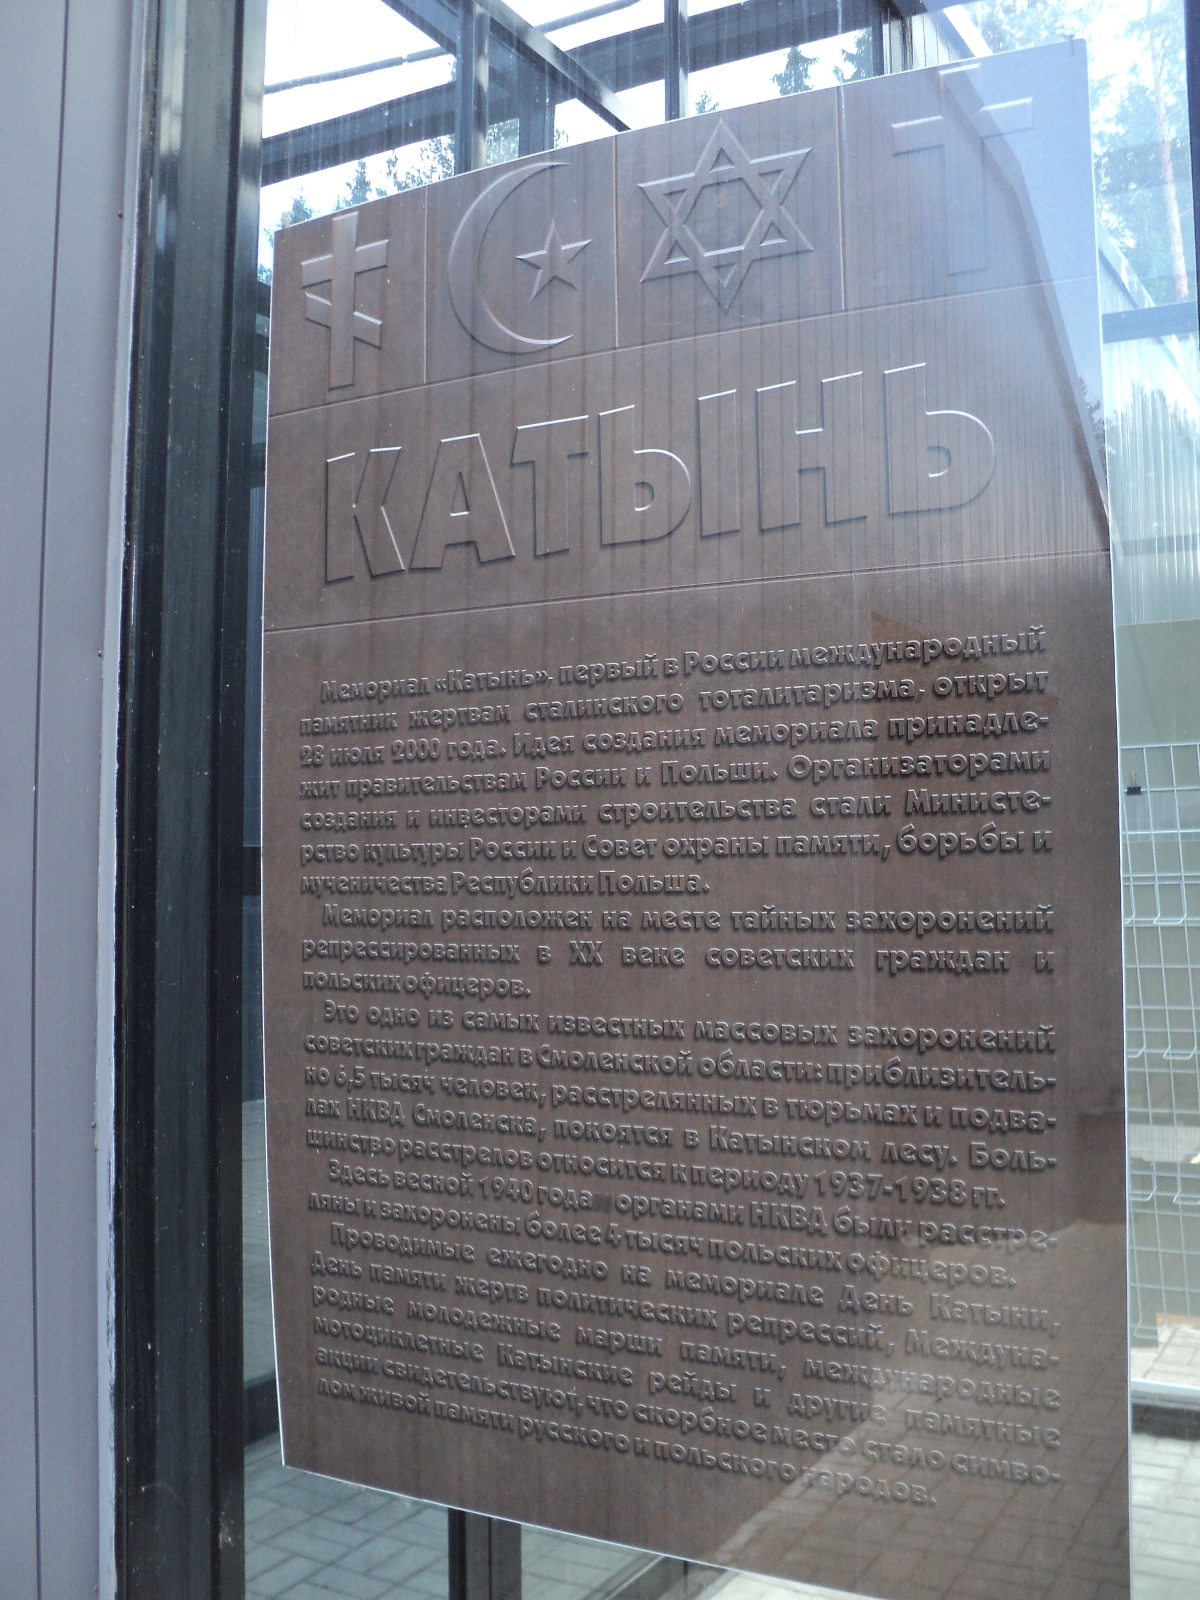 КАТЫНЬ
Мемориал «Катынь»- первый в России международный
памятник жертвам сталинского тоталитаризма- открыт
28 июля 2000 года. Идея создания мемориала принадле-
жит правительствам России и Польши. Организаторами
создания и инвесторами строительства стали Министе-
рство культуры России и Совет охраны памяти, борьбы и
мученичества Республики Польша.
Мемориал расположен на месте тайных захоронений
репрессированных в XX веке советских граждан и
польских офицеров.
Это одно из самых известных массовых захоронений
советских граждан в Смоленской области: приблизитель-
но 6,5 тысяч человек, расстрелянных в тюрьмах и подва-
лах НКВД Смоленска, покоятся в Катынском лесу. Боль-
шинство расстрелов относится к периоду 1937-1938 гг.
Здесь весной 1940 года органами НКВД были расстре-
ляны и захоронены более 4 тысяч польских офицеров.
Проводимые ежегодно на мемориале День Катыни,
День памяти жертв политических репрессий, Междуна-
родные молодежные марши памяти, международные
мотоциклетные Катынские рейды и другие памятные
акции свидетельствуют, что скорбное место стало симво-
лом живой памяти русского и польского народов.